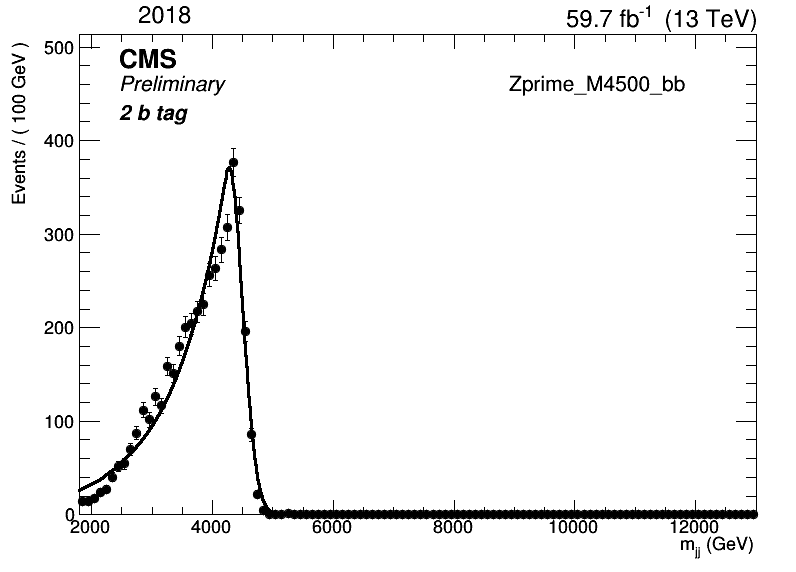 2018
59.7 fb⁻¹ (13 TeV)
CMS
Preliminary
2 b tag
Zprime_M4500_bb
Events / ( 100 GeV )
500
400
300
200
100
0
2000 4000 6000 8000 10000 12000
m_jj (GeV)